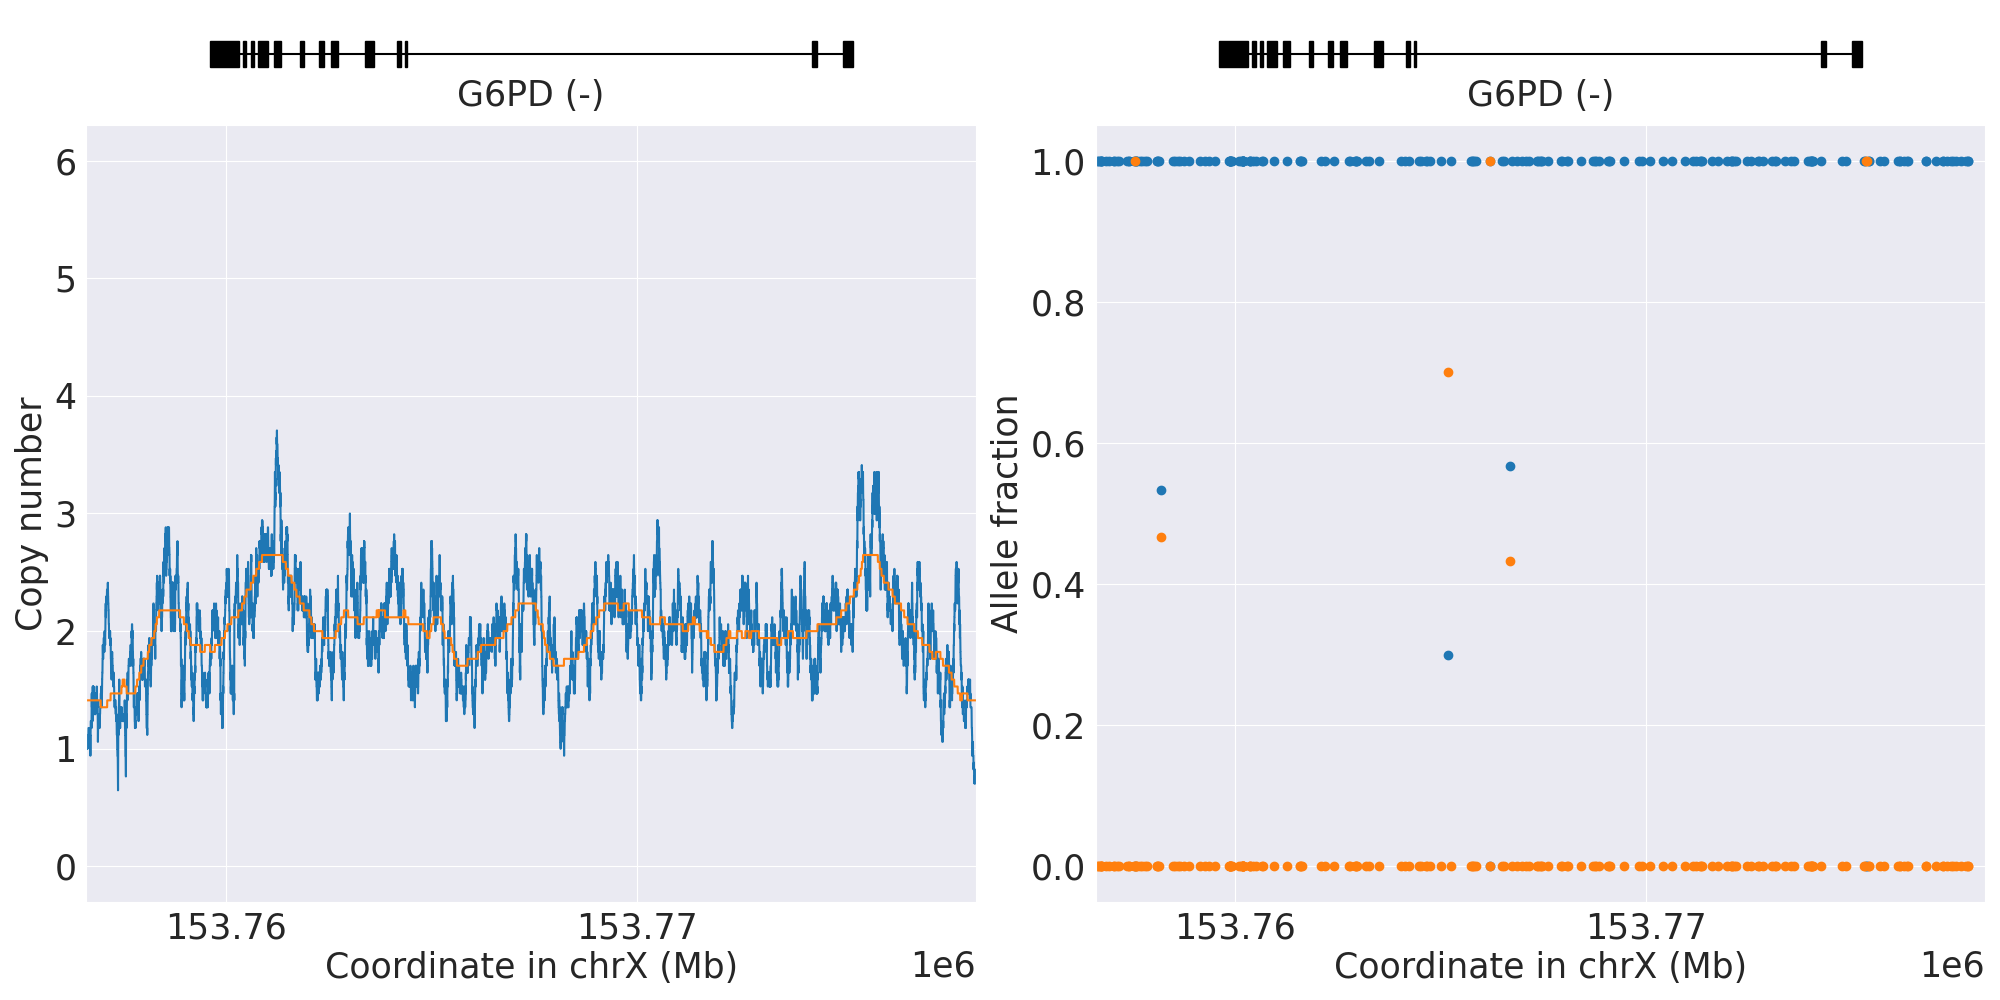 G6PD (-)
6
5
4
3
2
1
0
Copy number
153.76
153.77
Coordinate in chrX (Mb)
1e6
G6PD (-)
1.0
0.8
0.6
0.4
0.2
0.0
Allele fraction
153.76
153.77
Coordinate in chrX (Mb)
1e6